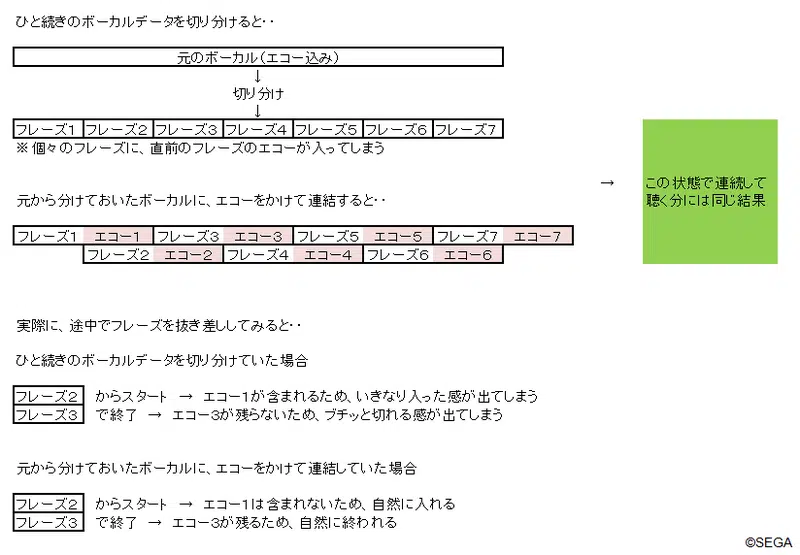 ひと続きのボーカルデータを切り分けると‥
元のボーカル（エコー込み）
↓
切り分け
↓
フレーズ１ フレーズ２ フレーズ３ フレーズ４ フレーズ５ フレーズ６ フレーズ７
※個々のフレーズに、直前のフレーズのエコーが入ってしまう
元から分けておいたボーカルに、エコーをかけて連結すると‥
フレーズ１ エコー１ フレーズ３ エコー３ フレーズ５ エコー５ フレーズ７ エコー７
フレーズ２ エコー２ フレーズ４ エコー４ フレーズ６ エコー６
→
この状態で連続して
聴く分には同じ結果
実際に、途中でフレーズを抜き差ししてみると‥
ひと続きのボーカルデータを切り分けていた場合
フレーズ２ からスタート → エコー１が含まれるため、いきなり入った感が出てしまう
フレーズ３ で終了 → エコー３が残らないため、ブチッと切れる感が出てしまう
元から分けておいたボーカルに、エコーをかけて連結していた場合
フレーズ２ からスタート → エコー１は含まれないため、自然に入れる
フレーズ３ で終了 → エコー３が残るため、自然に終われる
©SEGA